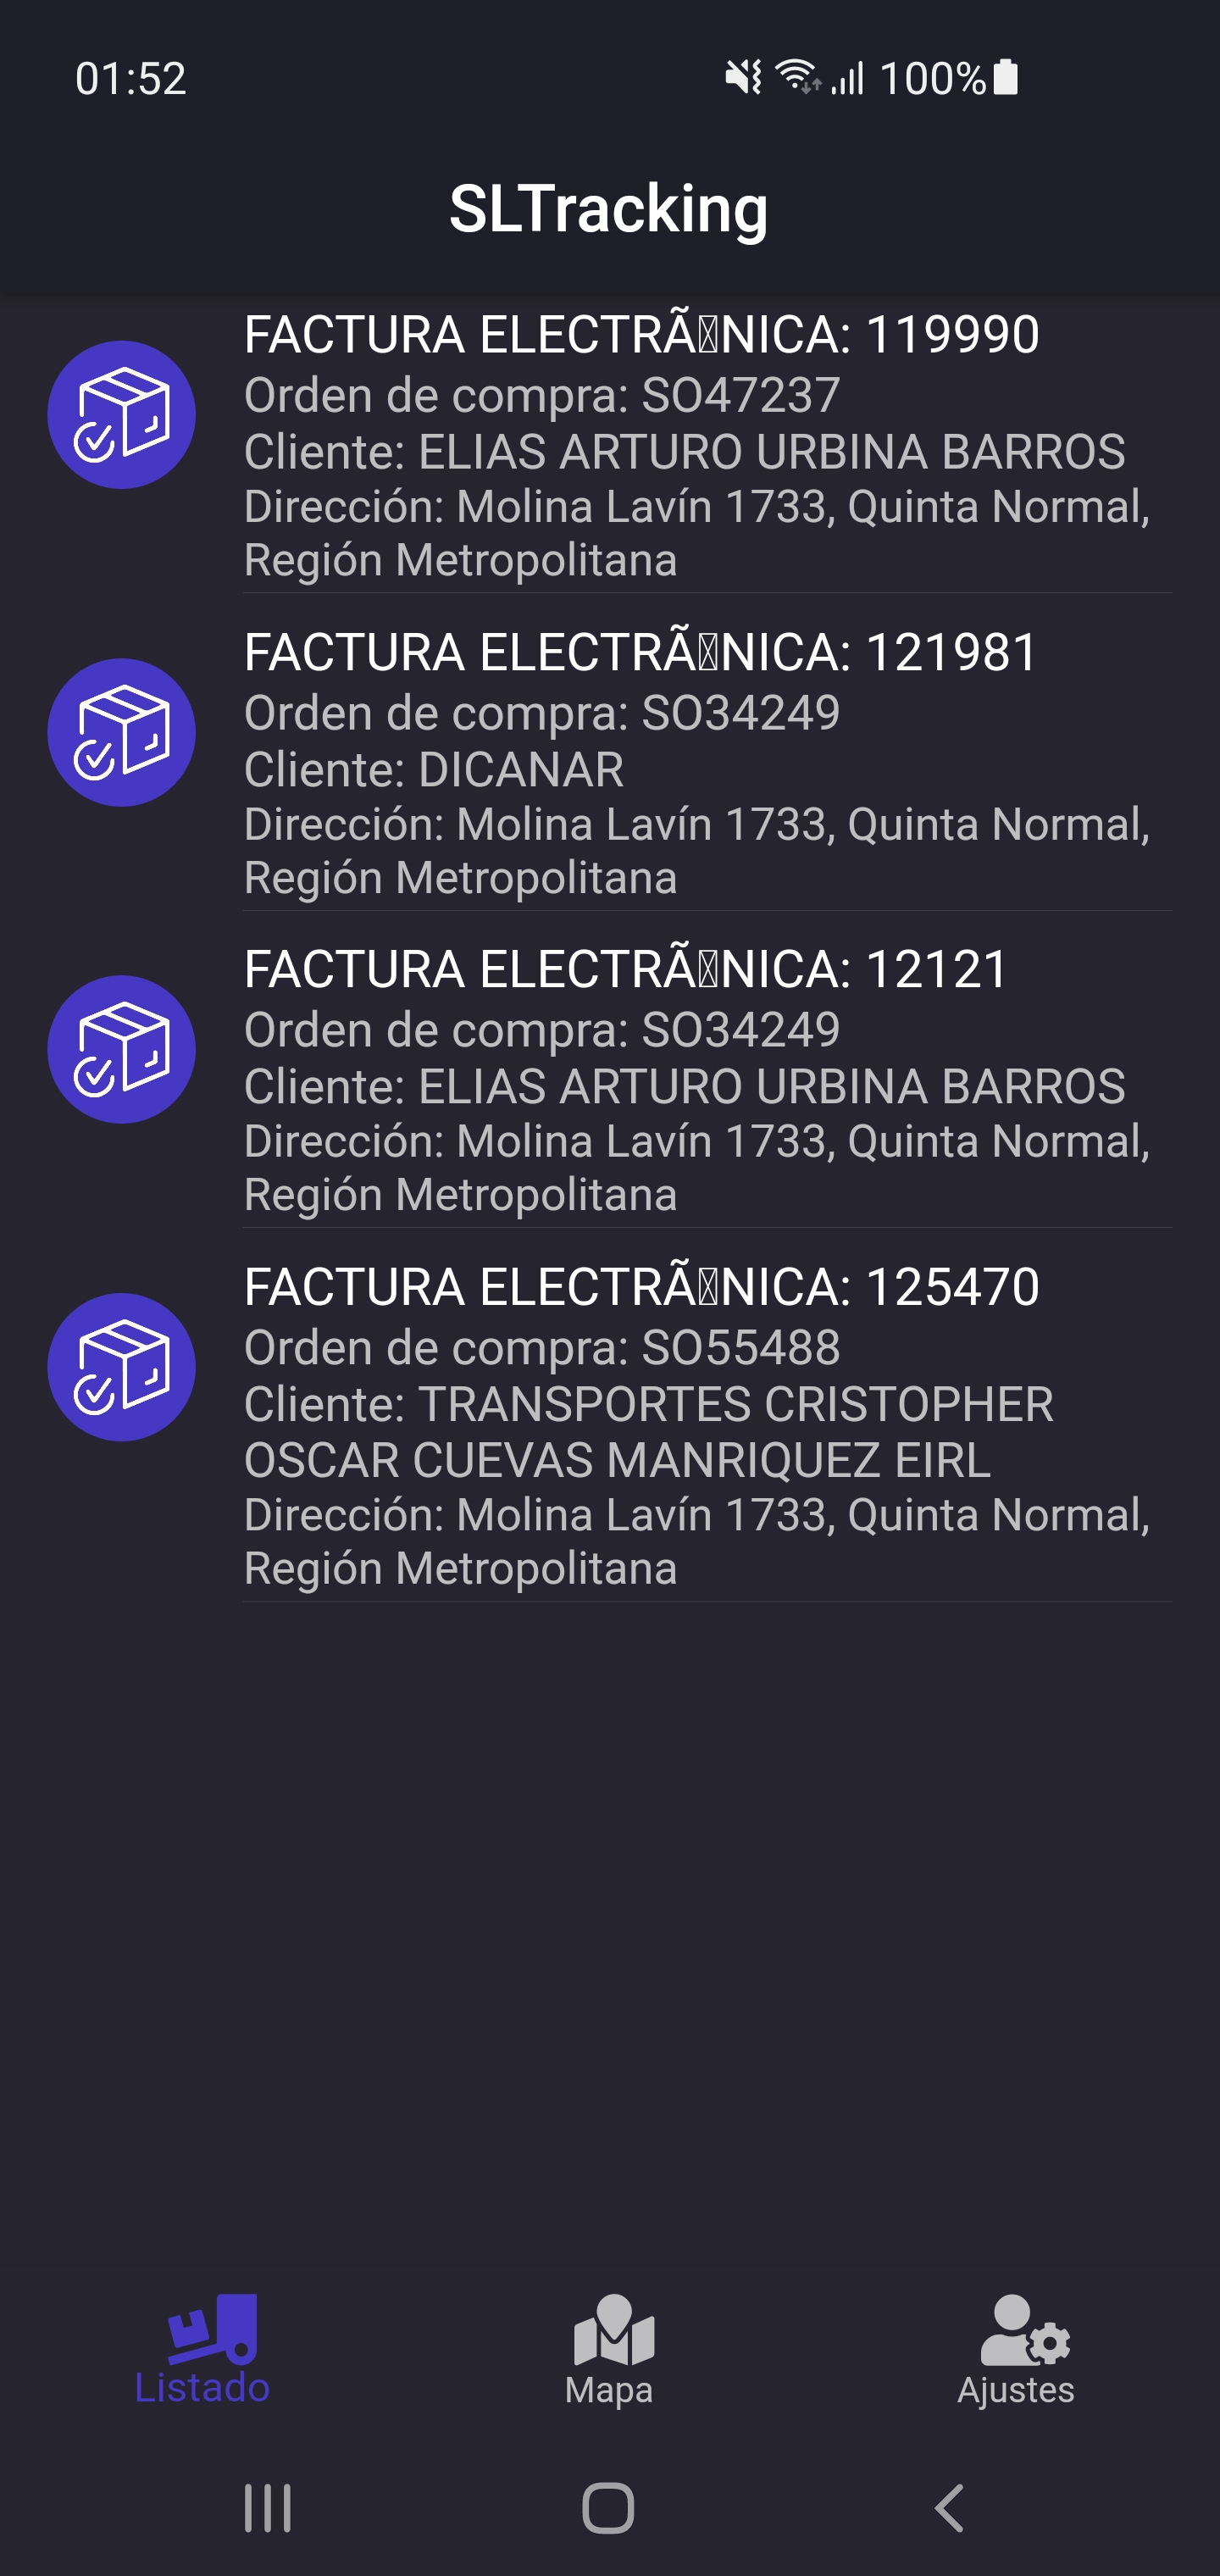 01:52
100%
SLTracking
FACTURA ELECTRÃNICA: 119990
Orden de compra: SO47237
Cliente: ELIAS ARTURO URBINA BARROS
Dirección: Molina Lavín 1733, Quinta Normal,
Región Metropolitana
FACTURA ELECTRÃNICA: 121981
Orden de compra: SO34249
Cliente: DICANAR
Dirección: Molina Lavín 1733, Quinta Normal,
Región Metropolitana
FACTURA ELECTRÃNICA: 12121
Orden de compra: SO34249
Cliente: ELIAS ARTURO URBINA BARROS
Dirección: Molina Lavín 1733, Quinta Normal,
Región Metropolitana
FACTURA ELECTRÃNICA: 125470
Orden de compra: SO55488
Cliente: TRANSPORTES CRISTOPHER
OSCAR CUEVAS MANRIQUEZ EIRL
Dirección: Molina Lavín 1733, Quinta Normal,
Región Metropolitana
Listado
Mapa
Ajustes